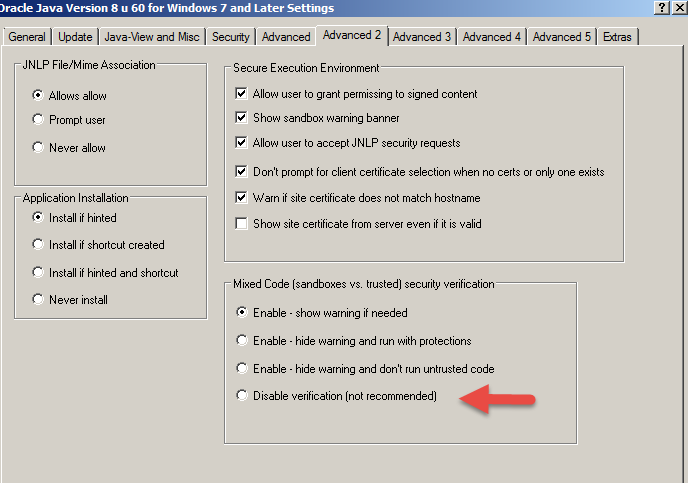 Oracle Java Version 8 u 60 for Windows 7 and Later Settings
General Update Java-View and Misc Security Advanced Advanced 2 Advanced 3 Advanced 4 Advanced 5 Extras
JNLP File/Mime Association
Allows allow
Prompt user
Never allow
Application Installation
Install if hinted
Install if shortcut created
Install if hinted and shortcut
Never install
Secure Execution Environment
Allow user to grant permissing to signed content
Show sandbox warning banner
Allow user to accept JNLP security requests
Don't prompt for client certificate selection when no certs or only one exists
Warn if site certificate does not match hostname
Show site certificate from server even if it is valid
Mixed Code (sandboxes vs. trusted) security verification
Enable - show warning if needed
Enable - hide warning and run with protections
Enable - hide warning and don't run untrusted code
Disable verification (not recommended)